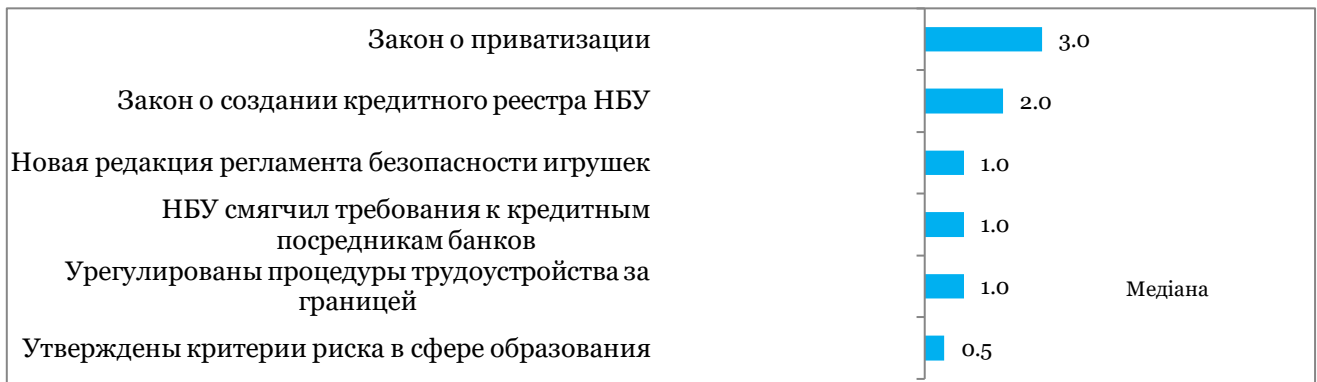 Закон о приватизации
3.0
Закон о создании кредитного реестра НБУ
2.0
Новая редакция регламента безопасности игрушек
1.0
НБУ смягчил требования к кредитным
посредникам банков
1.0
Урегулированы процедуры трудоустройства за
границей
1.0
Медіана
Утверждены критерии риска в сфере образования
0.5